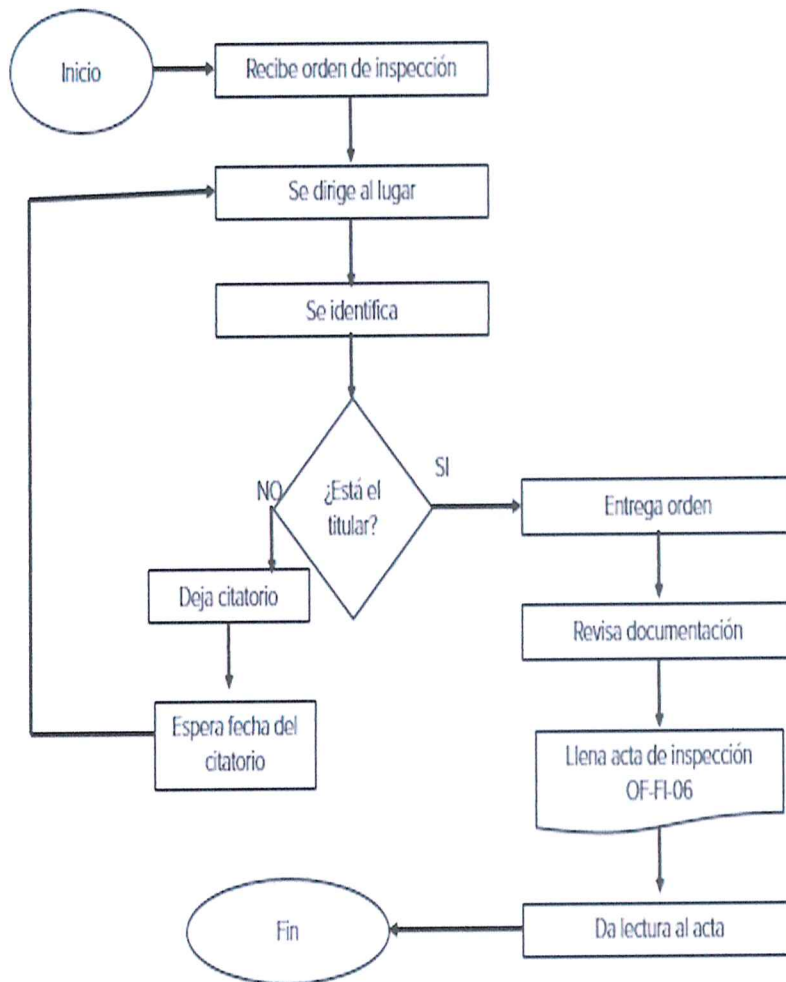 Inicio
Recibe orden de inspección
Se dirige al lugar
Se identifica
¿Está el
titular?
NO
SI
Deja citatorio
Espera fecha del
citatorio
Entrega orden
Revisa documentación
Llena acta de inspección
OF-FI-06
Da lectura al acta
Fin